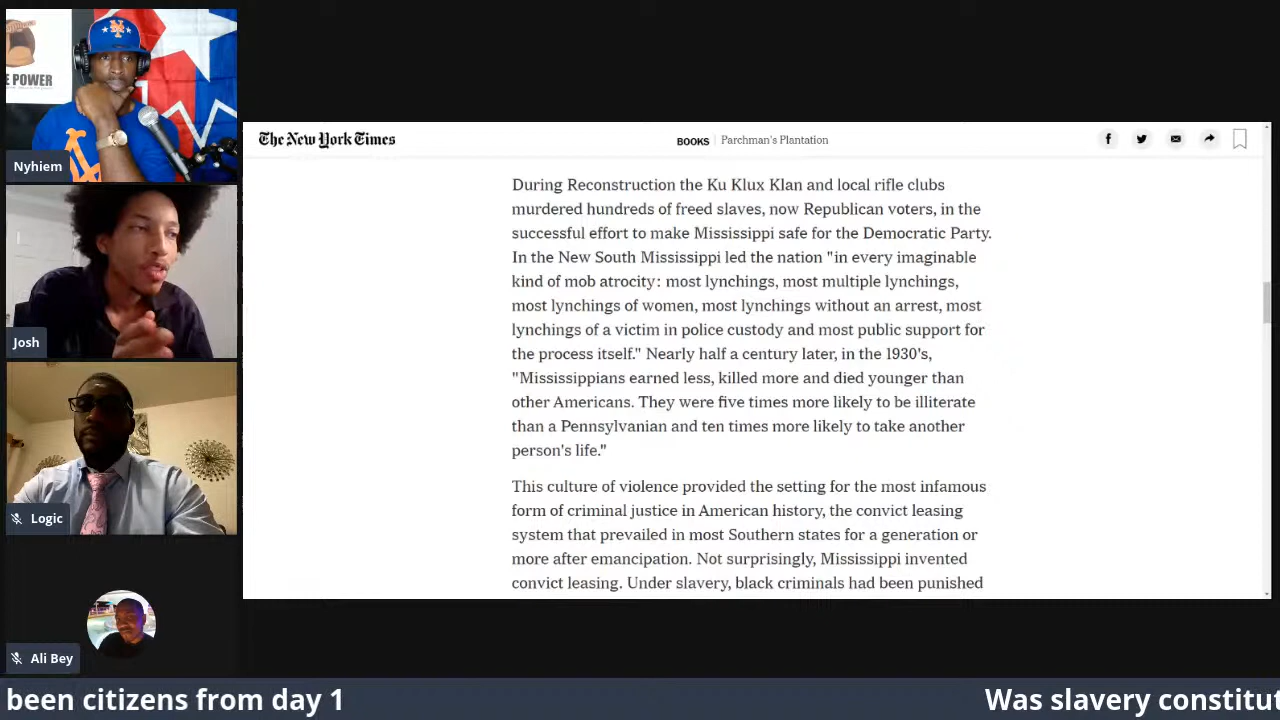 E POWER
Nyhiem
Josh
Logic
Ali Bey
The New York Times
BOOKS | Parchman's Plantation
During Reconstruction the Ku Klux Klan and local rifle clubs
murdered hundreds of freed slaves, now Republican voters, in the
successful effort to make Mississippi safe for the Democratic Party.
In the New South Mississippi led the nation "in every imaginable
kind of mob atrocity: most lynchings, most multiple lynchings,
most lynchings of women, most lynchings without an arrest, most
lynchings of a victim in police custody and most public support for
the process itself." Nearly half a century later, in the 1930's,
"Mississippians earned less, killed more and died younger than
other Americans. They were five times more likely to be illiterate
than a Pennsylvanian and ten times more likely to take another
person's life."
This culture of violence provided the setting for the most infamous
form of criminal justice in American history, the convict leasing
system that prevailed in most Southern states for a generation or
more after emancipation. Not surprisingly, Mississippi invented
convict leasing. Under slavery, black criminals had been punished
been citizens from day 1
Was slavery constitut